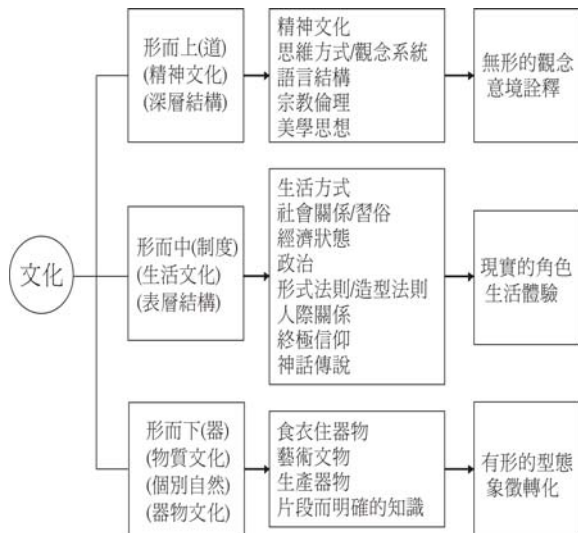 文化
形而上(道)
(精神文化)
(深層結構)
精神文化
思維方式/觀念系統
語言結構
宗教倫理
美學思想
無形的觀念
意境詮釋
形而中(制度)
(生活文化)
(表層結構)
生活方式
社會關係/習俗
經濟狀態
政治
形式法則/造型法則
人際關係
終極信仰
神話傳說
現實的角色
生活體驗
形而下(器)
(物質文化)
(個別自然)
(器物文化)
食衣住器物
藝術文物
生產器物
片段而明確的知識
有形的型態
象徵轉化